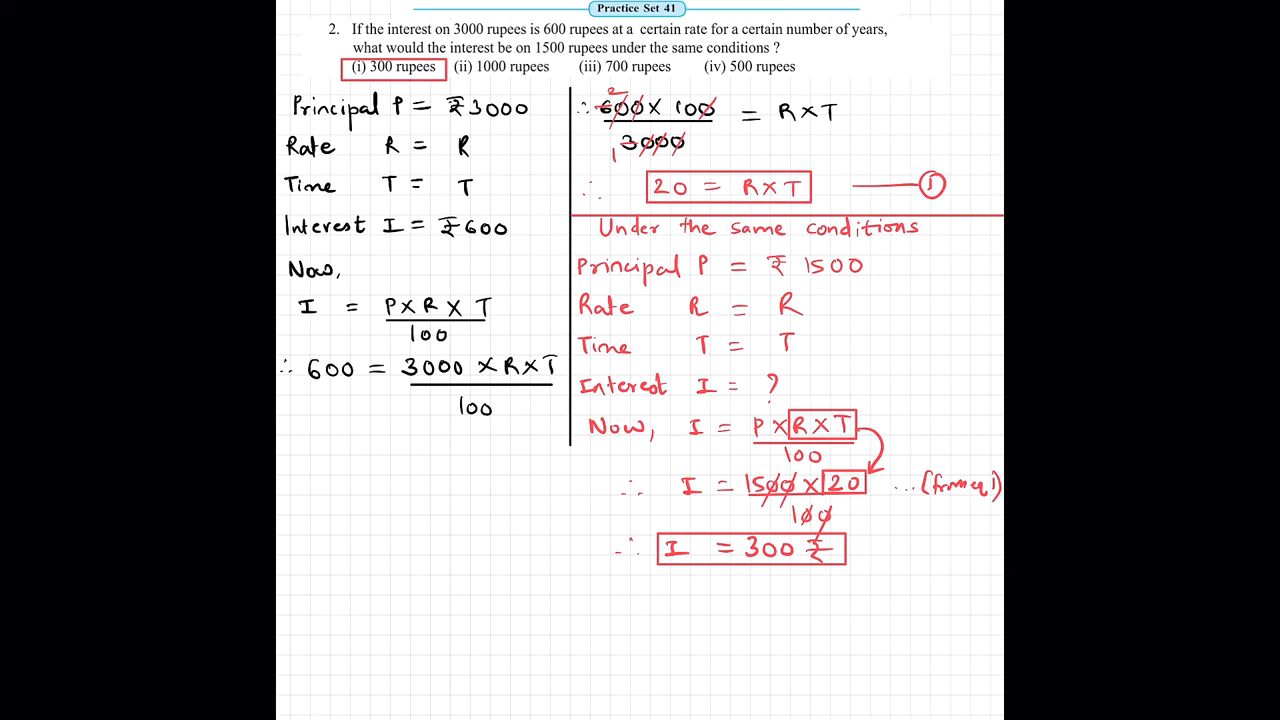 Practice Set 41
2. If the interest on 3000 rupees is 600 rupees at a certain rate for a certain number of years,
what would the interest be on 1500 rupees under the same conditions ?
(i) 300 rupees (ii) 1000 rupees (iii) 700 rupees (iv) 500 rupees
Principal P = ₹3000
Rate R = R
Time T = T
Interest I = ₹600
Now,
I = P×R×T
100
∴ 600 = 3000 ×R×T
100
2
∴ 600 × 100 = R×T
1 3000
∴ 20 = R×T ——— ①
Under the same conditions
Principal P = ₹ 1500
Rate R = R
Time T = T
Interest I = ?
Now, I = P×R×T
100
∴ I = 1500 × 20 ...(from eq 1)
100
∴ I = 300 ₹